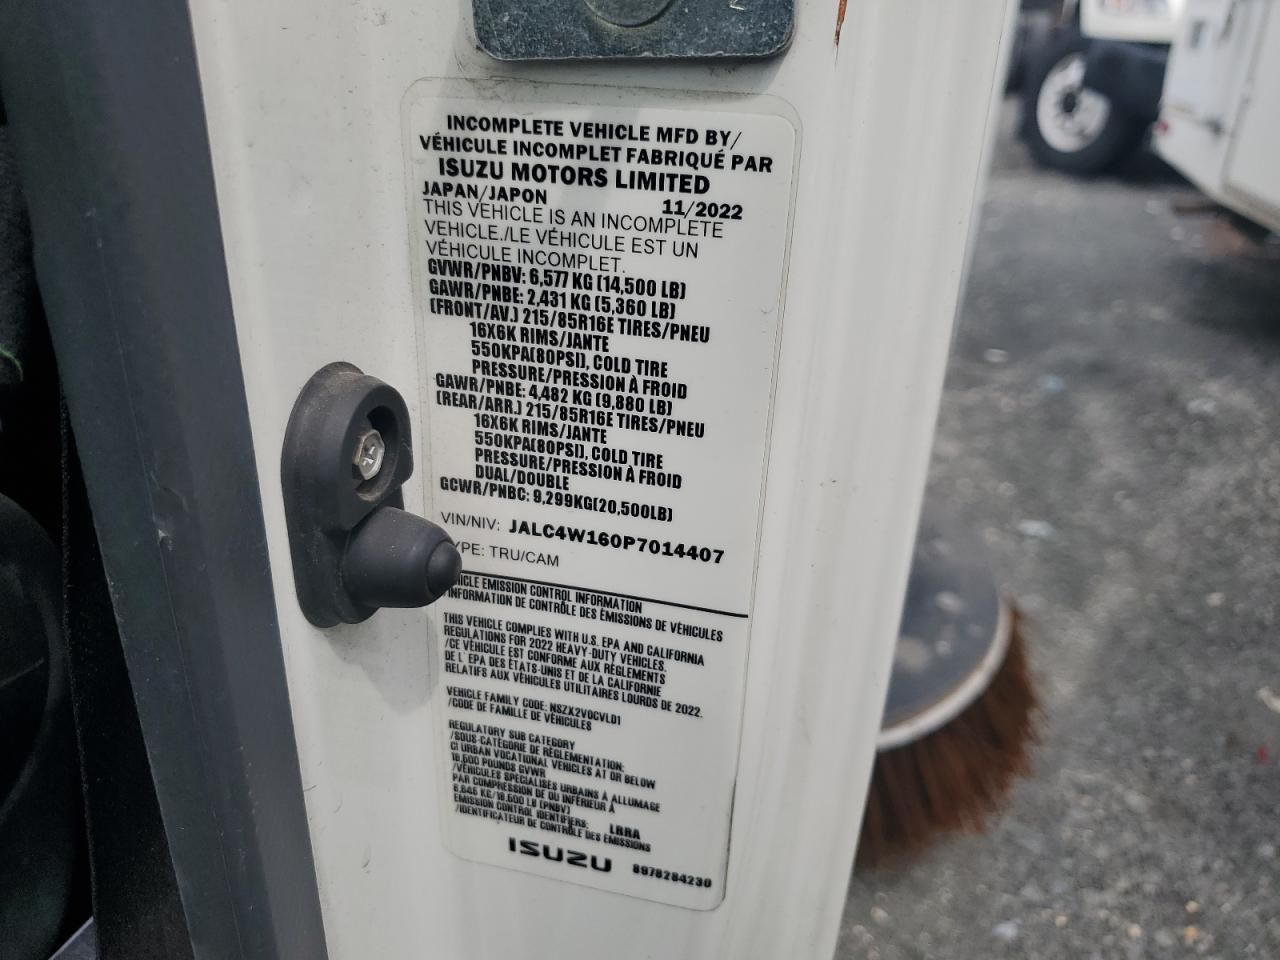 INCOMPLETE VEHICLE MFD BY/
VÉHICULE INCOMPLET FABRIQUÉ PAR
ISUZU MOTORS LIMITED
JAPAN/JAPON 11/2022
THIS VEHICLE IS AN INCOMPLETE
VEHICLE./LE VÉHICULE EST UN
VÉHICULE INCOMPLET.
GVWR/PNBV: 6,577 KG (14,500 LB)
GAWR/PNBE: 2,431 KG (5,360 LB)
(FRONT/AV.) 215/85R16E TIRES/PNEU
16X6K RIMS/JANTE
550KPA(80PSI), COLD TIRE
PRESSURE/PRESSION À FROID
GAWR/PNBE: 4,482 KG (9.880 LB)
(REAR/ARR.) 215/85R16E TIRES/PNEU
16X6K RIMS/JANTE
550KPA(80PSI), COLD TIRE
PRESSURE/PRESSION À FROID
DUAL/DOUBLE
GCWR/PNBC: 9,299KG(20,500LB)
VIN/NIV: JALC4W160P7014407
YPE: TRU/CAM
HICLE EMISSION CONTROL INFORMATION
INFORMATION DE CONTRÔLE DES ÉMISSIONS DE VÉHICULES
THIS VEHICLE COMPLIES WITH U.S. EPA AND CALIFORNIA
REGULATIONS FOR 2022 HEAVY-DUTY VEHICLES.
/CE VÉHICULE EST CONFORME AUX RÈGLEMENTS
DE L'EPA DES ÉTATS-UNIS ET DE LA CALIFORNIE
RELATIFS AUX VÉHICULES UTILITAIRES LOURDS DE 2022.
VEHICLE FAMILY CODE: NSZX2VOCVLD1
/CODE DE FAMILLE DE VÉHICULES
REGULATORY SUB CATEGORY
/SOUS-CATÉGORIE DE RÉGLEMENTATION:
CI URBAN VOCATIONAL VEHICLES AT OR BELOW
19,500 POUNDS GVWR
/VÉHICULES SPÉCIALISÉS URBAINS À ALLUMAGE
PAR COMPRESSION DE OU INFÉRIEUR À
8,845 KG/19,500 LB (PNBV)
EMISSION CONTROL IDENTIFIERS: LRRA
/IDENTIFICATEUR DE CONTRÔLE DES ÉMISSIONS
ISUZU 8978284230